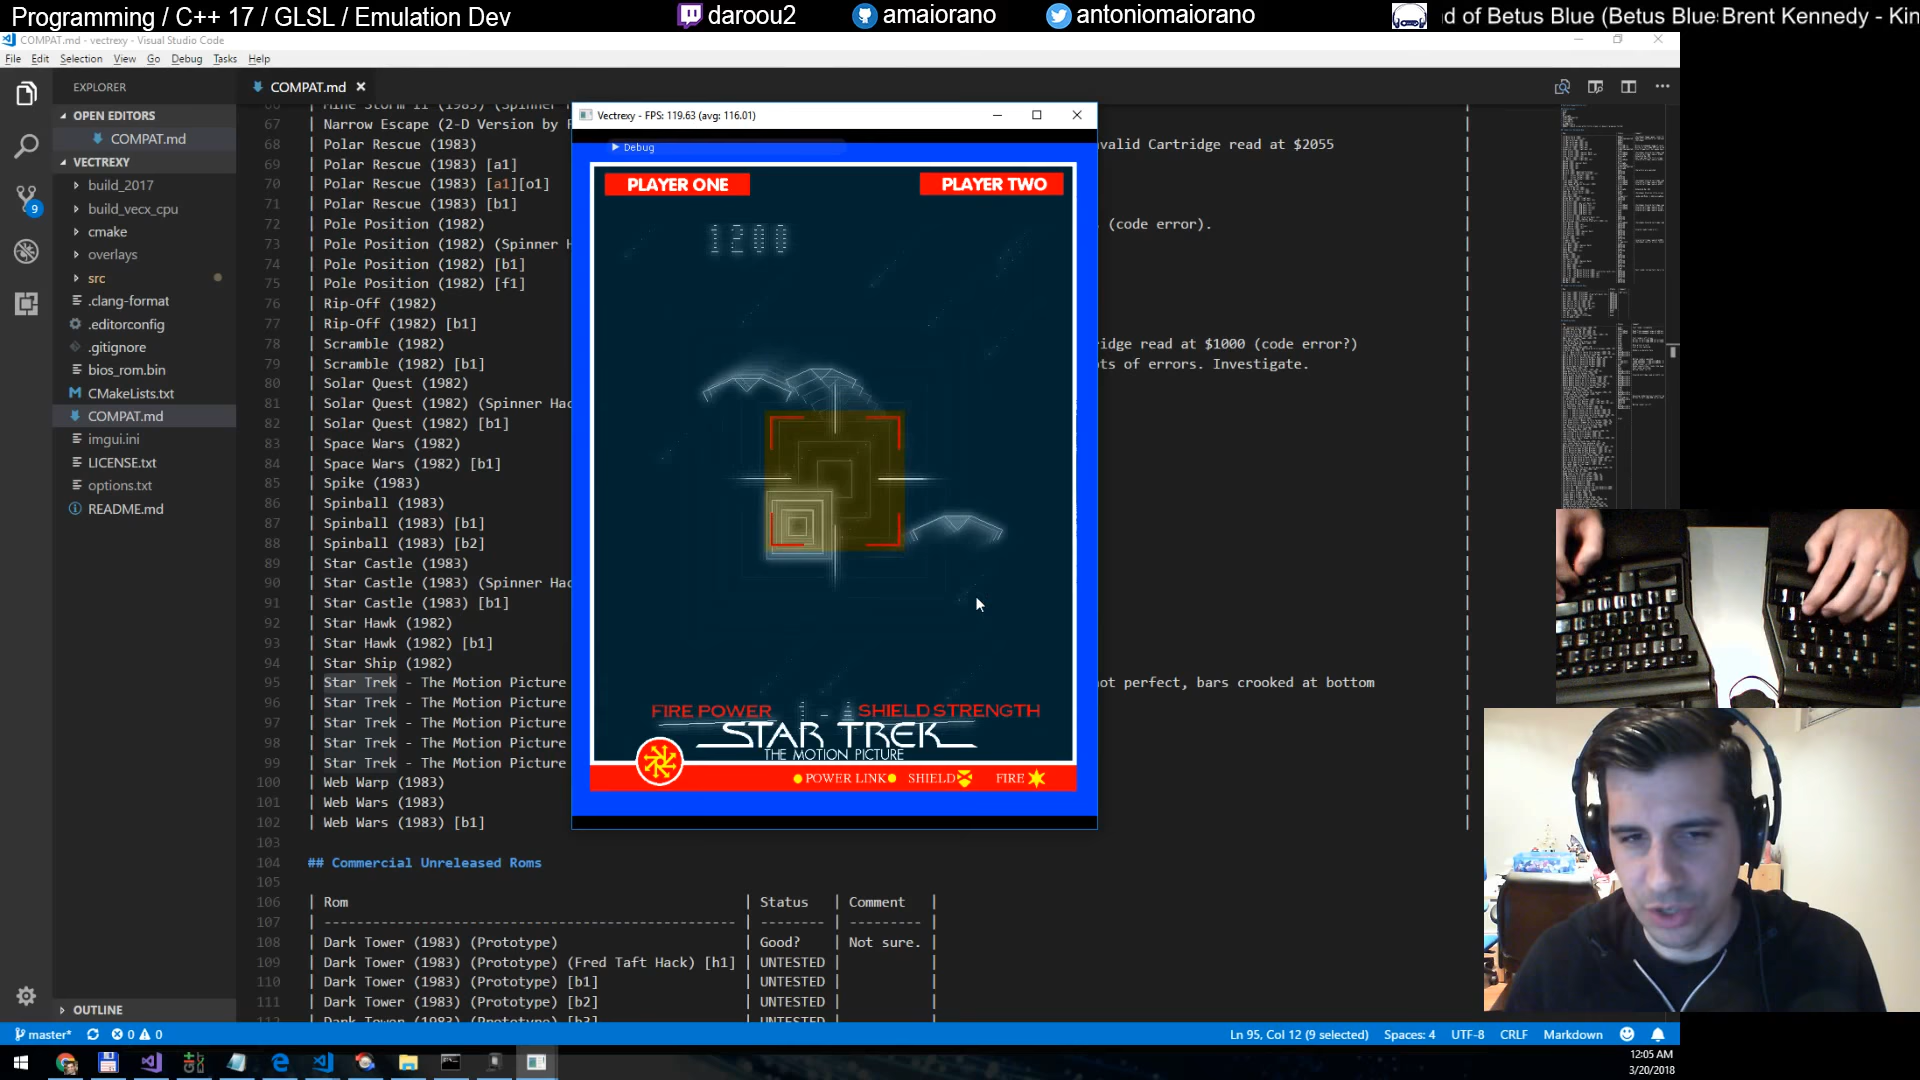 Programming / C++ 17 / GLSL / Emulation Dev
daroou2
amaiorano
antoniomaiorano
d of Betus Blue (Betus Blue
Brent Kennedy - Kin
COMPAT.md - vectrexy - Visual Studio Code
File Edit Selection View Go Debug Tasks Help
EXPLORER
OPEN EDITORS
COMPAT.md
VECTREXY
build_2017
build_vecx_cpu
cmake
overlays
src
.clang-format
.editorconfig
.gitignore
bios_rom.bin
CMakeLists.txt
COMPAT.md
imgui.ini
LICENSE.txt
options.txt
README.md
OUTLINE
COMPAT.md
67 | Narrow Escape (2-D Version by
68 | Polar Rescue (1983) valid Cartridge read at $2055
69 | Polar Rescue (1983) [a1]
70 | Polar Rescue (1983) [a1][o1]
71 | Polar Rescue (1983) [b1]
72 | Pole Position (1982) (code error).
73 | Pole Position (1982) (Spinner H
74 | Pole Position (1982) [b1]
75 | Pole Position (1982) [f1]
76 | Rip-Off (1982)
77 | Rip-Off (1982) [b1]
78 | Scramble (1982) idge read at $1000 (code error?)
79 | Scramble (1982) [b1] ts of errors. Investigate.
80 | Solar Quest (1982)
81 | Solar Quest (1982) (Spinner Hac
82 | Solar Quest (1982) [b1]
83 | Space Wars (1982)
84 | Space Wars (1982) [b1]
85 | Spike (1983)
86 | Spinball (1983)
87 | Spinball (1983) [b1]
88 | Spinball (1983) [b2]
89 | Star Castle (1983)
90 | Star Castle (1983) (Spinner Hac
91 | Star Castle (1983) [b1]
92 | Star Hawk (1982)
93 | Star Hawk (1982) [b1]
94 | Star Ship (1982)
95 | Star Trek - The Motion Picture ot perfect, bars crooked at bottom
96 | Star Trek - The Motion Picture
97 | Star Trek - The Motion Picture
98 | Star Trek - The Motion Picture
99 | Star Trek - The Motion Picture
100 | Web Warp (1983)
101 | Web Wars (1983)
102 | Web Wars (1983) [b1]
103
104 ## Commercial Unreleased Roms
105
106 | Rom | Status | Comment |
107 | -------------------------------------------------- | -------- | --------- |
108 | Dark Tower (1983) (Prototype) | Good? | Not sure. |
109 | Dark Tower (1983) (Prototype) (Fred Taft Hack) [h1] | UNTESTED | |
110 | Dark Tower (1983) (Prototype) [b1] | UNTESTED | |
111 | Dark Tower (1983) (Prototype) [b2] | UNTESTED | |
112 | Dark Tower (1983) (Prototype) [b3] | UNTESTED | |
Vectrexy - FPS: 119.63 (avg: 116.01)
Debug
PLAYER ONE
PLAYER TWO
1200
FIRE POWER
SHIELD STRENGTH
STAR TREK
THE MOTION PICTURE
POWER LINK SHIELD FIRE
master* 0 0
Ln 95, Col 12 (9 selected) Spaces: 4 UTF-8 CRLF Markdown
9
12:05 AM
3/20/2018